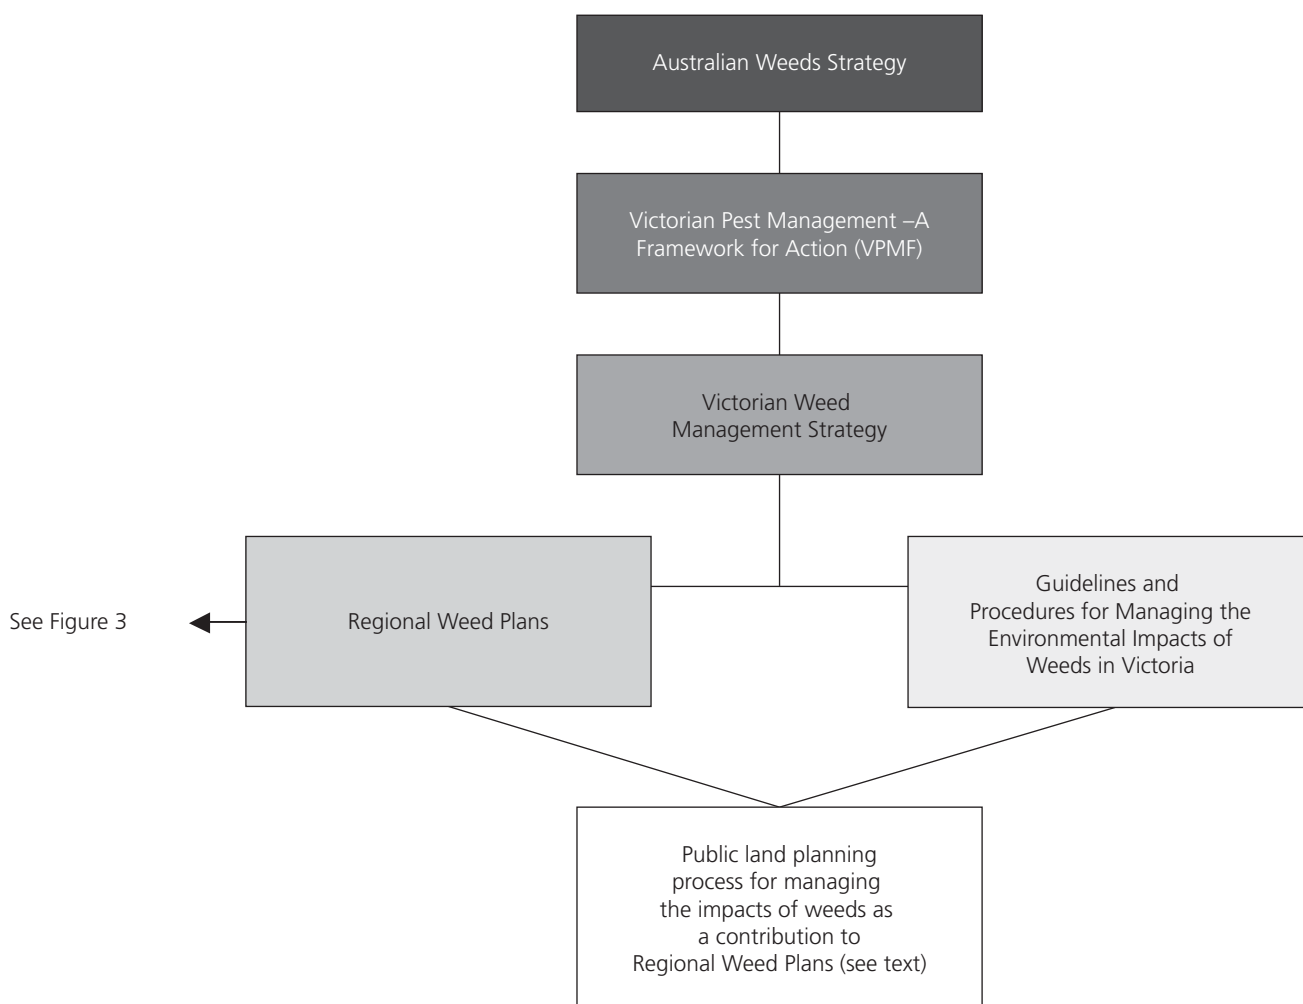 Australian Weeds Strategy
Victorian Pest Management –A
Framework for Action (VPMF)
Victorian Weed
Management Strategy
See Figure 3
Regional Weed Plans
Guidelines and
Procedures for Managing the
Environmental Impacts of
Weeds in Victoria
Public land planning
process for managing
the impacts of weeds as
a contribution to
Regional Weed Plans (see text)